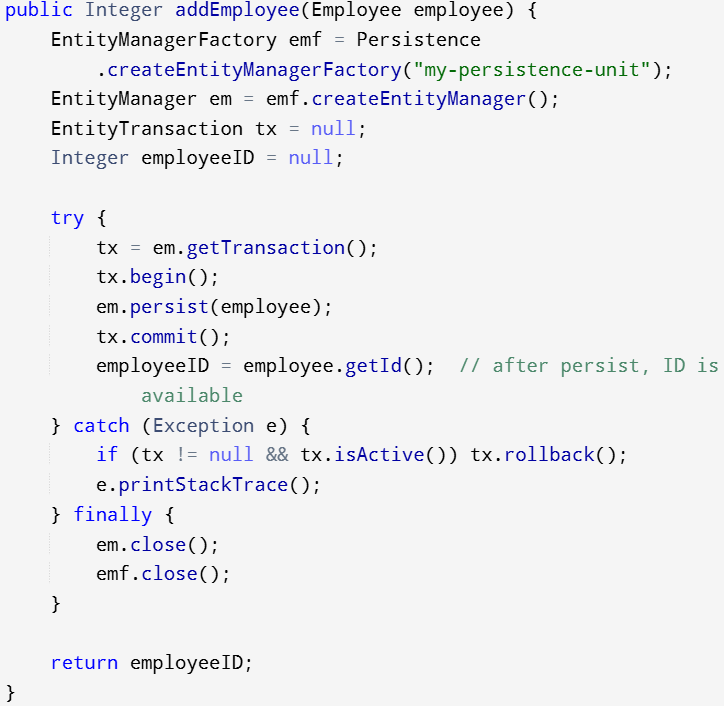 public Integer addEmployee(Employee employee) {
    EntityManagerFactory emf = Persistence
        .createEntityManagerFactory("my-persistence-unit");
    EntityManager em = emf.createEntityManager();
    EntityTransaction tx = null;
    Integer employeeID = null;

    try {
        tx = em.getTransaction();
        tx.begin();
        em.persist(employee);
        tx.commit();
        employeeID = employee.getId();  // after persist, ID is
            available
    } catch (Exception e) {
        if (tx != null && tx.isActive()) tx.rollback();
        e.printStackTrace();
    } finally {
        em.close();
        emf.close();
    }

    return employeeID;
}